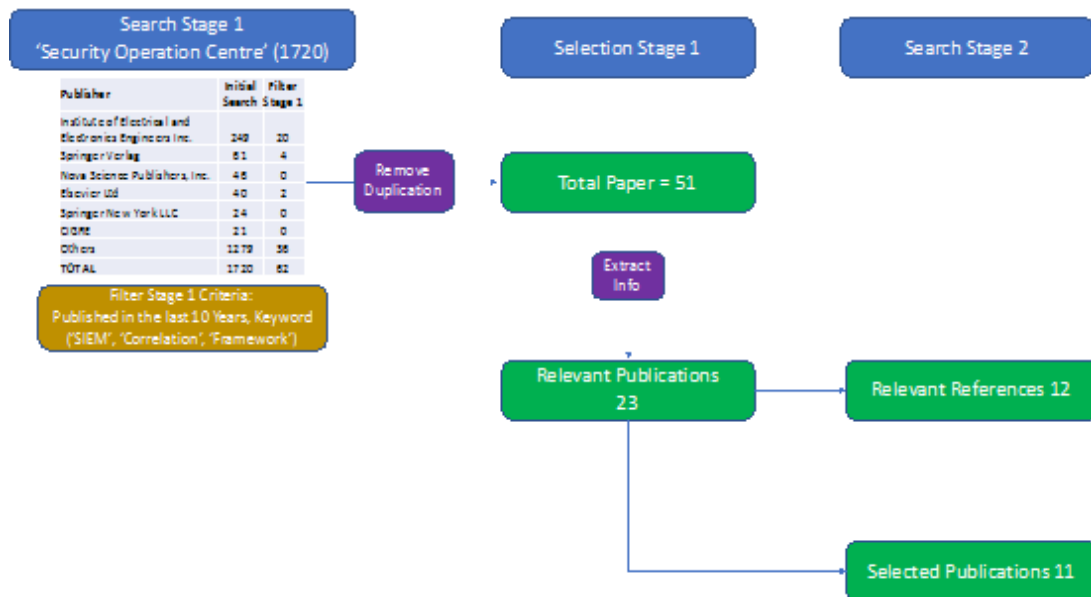 Search Stage 1
‘Security Operation Centre’ (1720)
Selection Stage 1
Search Stage 2
Publisher Initial Search Filter Stage 1
Institute of Electrical and
Electronics Engineers Inc. 249 20
Springer Verlag 61 4
Nova Science Publishers, Inc. 46 0
Elsevier Ltd 40 2
Springer New York LLC 24 0
CIGRE 21 0
Others 1279 36
TOTAL 1720 62
Filter Stage 1 Criteria:
Published in the last 10 Years, Keyword
(‘SIEM’, ‘Correlation’, ‘Framework’)
Remove
Duplication
Total Paper = 51
Extract
Info
Relevant Publications
23
Relevant References 12
Selected Publications 11